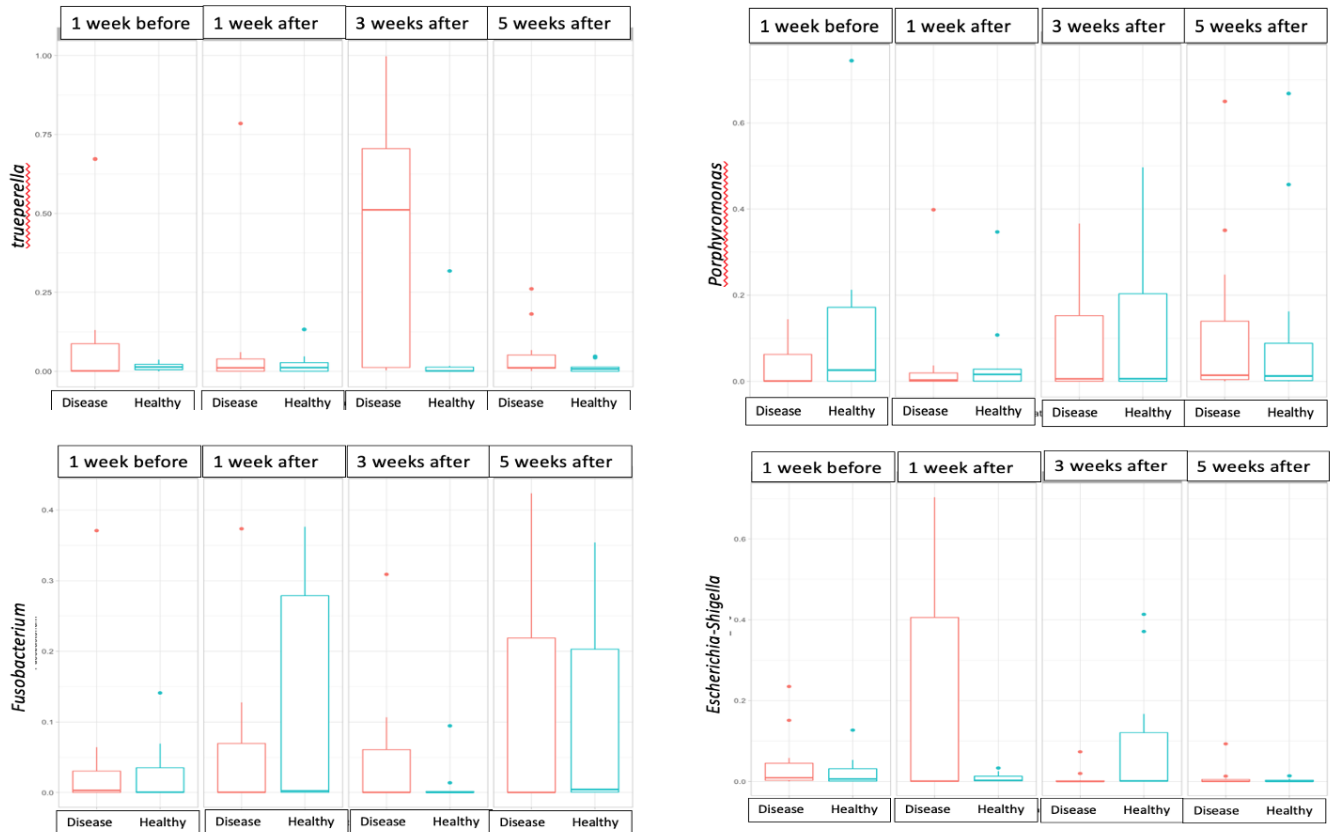 1 week before 1 week after 3 weeks after 5 weeks after
1.00
0.75
0.50
0.25
0.00
trueperella
Disease Healthy Disease Healthy Disease Healthy Disease Healthy
1 week before 1 week after 3 weeks after 5 weeks after
0.6
0.4
0.2
0.0
Porphyromonas
Disease Healthy Disease Healthy Disease Healthy Disease Healthy
1 week before 1 week after 3 weeks after 5 weeks after
0.4
0.3
0.2
0.1
0.0
Fusobacterium
Disease Healthy Disease Healthy Disease Healthy Disease Healthy
1 week before 1 week after 3 weeks after 5 weeks after
0.6
0.4
0.2
0.0
Escherichia-Shigella
Disease Healthy Disease Healthy Disease Healthy Disease Healthy